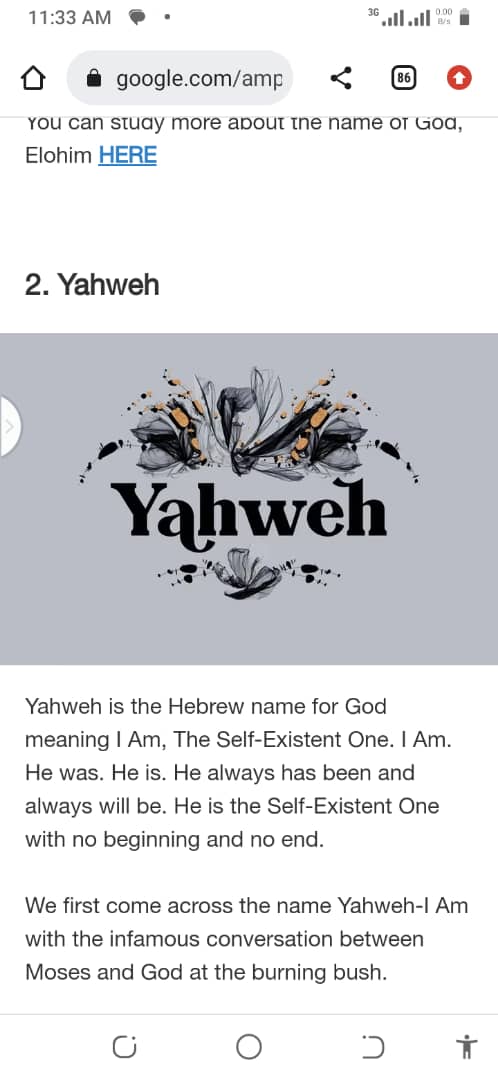 11:33 AM
3G 0.00 B/s
google.com/amp
86
You can study more about the name of God,
Elohim HERE
2. Yahweh
Yahweh
Yahweh is the Hebrew name for God
meaning I Am, The Self-Existent One. I Am.
He was. He is. He always has been and
always will be. He is the Self-Existent One
with no beginning and no end.
We first come across the name Yahweh-I Am
with the infamous conversation between
Moses and God at the burning bush.